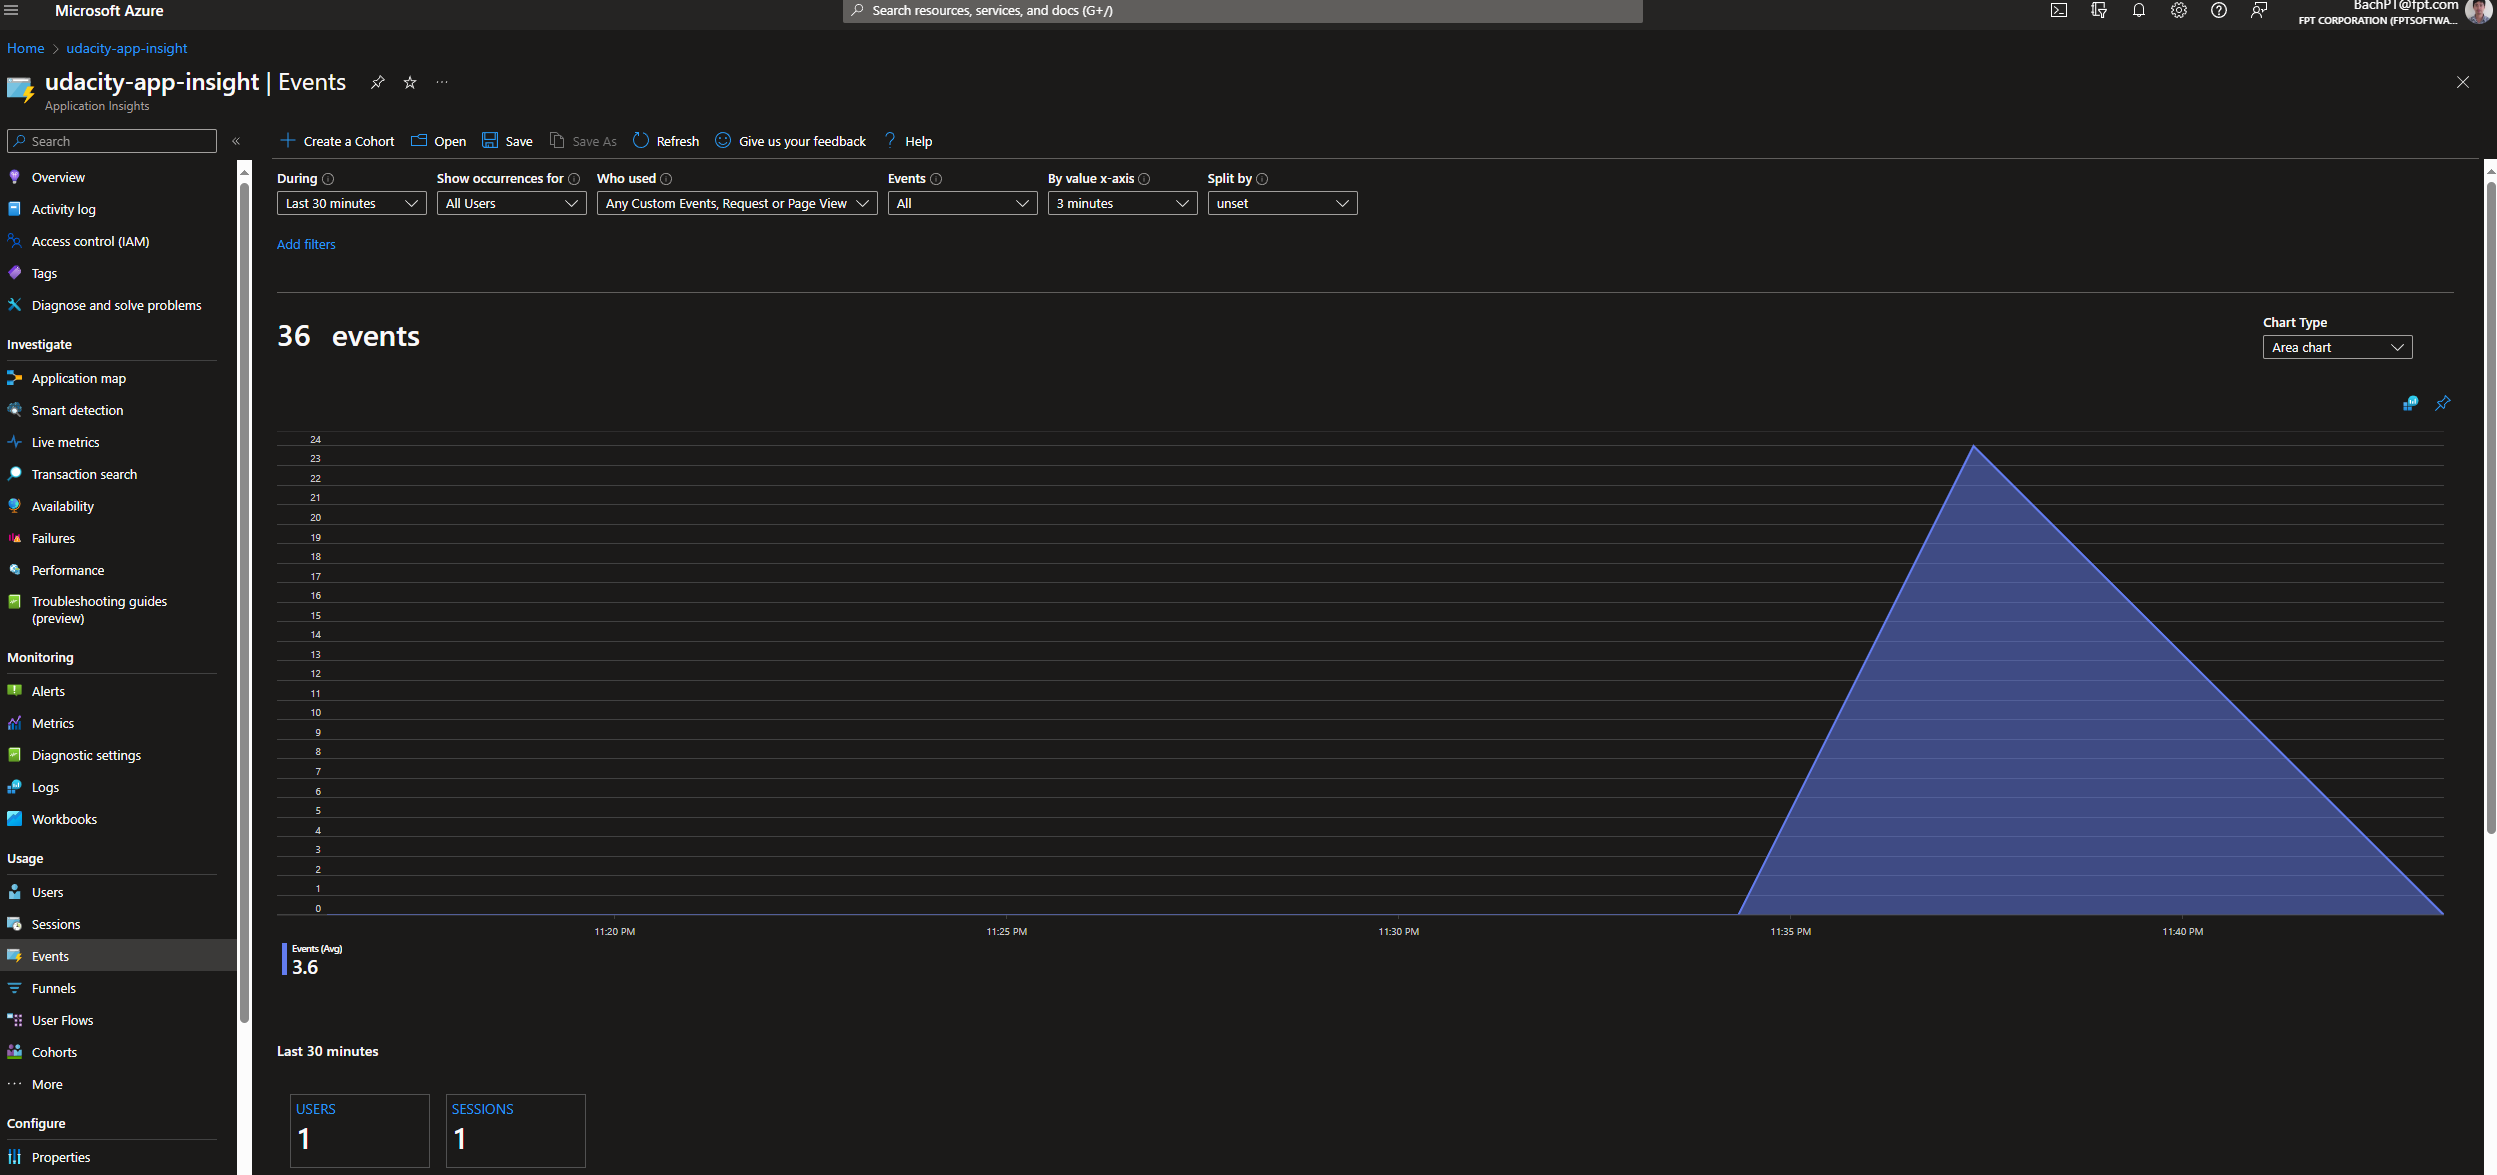 Microsoft Azure
Search resources, services, and docs (G+/)
BachPT@fpt.com
FPT CORPORATION (FPTSOFTWA...
Home > udacity-app-insight
udacity-app-insight | Events
Application Insights
Search
Create a Cohort
Open
Save
Save As
Refresh
Give us your feedback
Help
Overview
Activity log
Access control (IAM)
Tags
Diagnose and solve problems
Investigate
Application map
Smart detection
Live metrics
Transaction search
Availability
Failures
Performance
Troubleshooting guides
(preview)
Monitoring
Alerts
Metrics
Diagnostic settings
Logs
Workbooks
Usage
Users
Sessions
Events
Funnels
User Flows
Cohorts
More
Configure
Properties
During
Last 30 minutes
Show occurrences for
All Users
Who used
Any Custom Events, Request or Page View
Events
All
By value x-axis
3 minutes
Split by
unset
Add filters
36 events
Chart Type
Area chart
24
23
22
21
20
19
18
17
16
15
14
13
12
11
10
9
8
7
6
5
4
3
2
1
0
11:20 PM
11:25 PM
11:30 PM
11:35 PM
11:40 PM
Events (Avg)
3.6
Last 30 minutes
USERS
1
SESSIONS
1